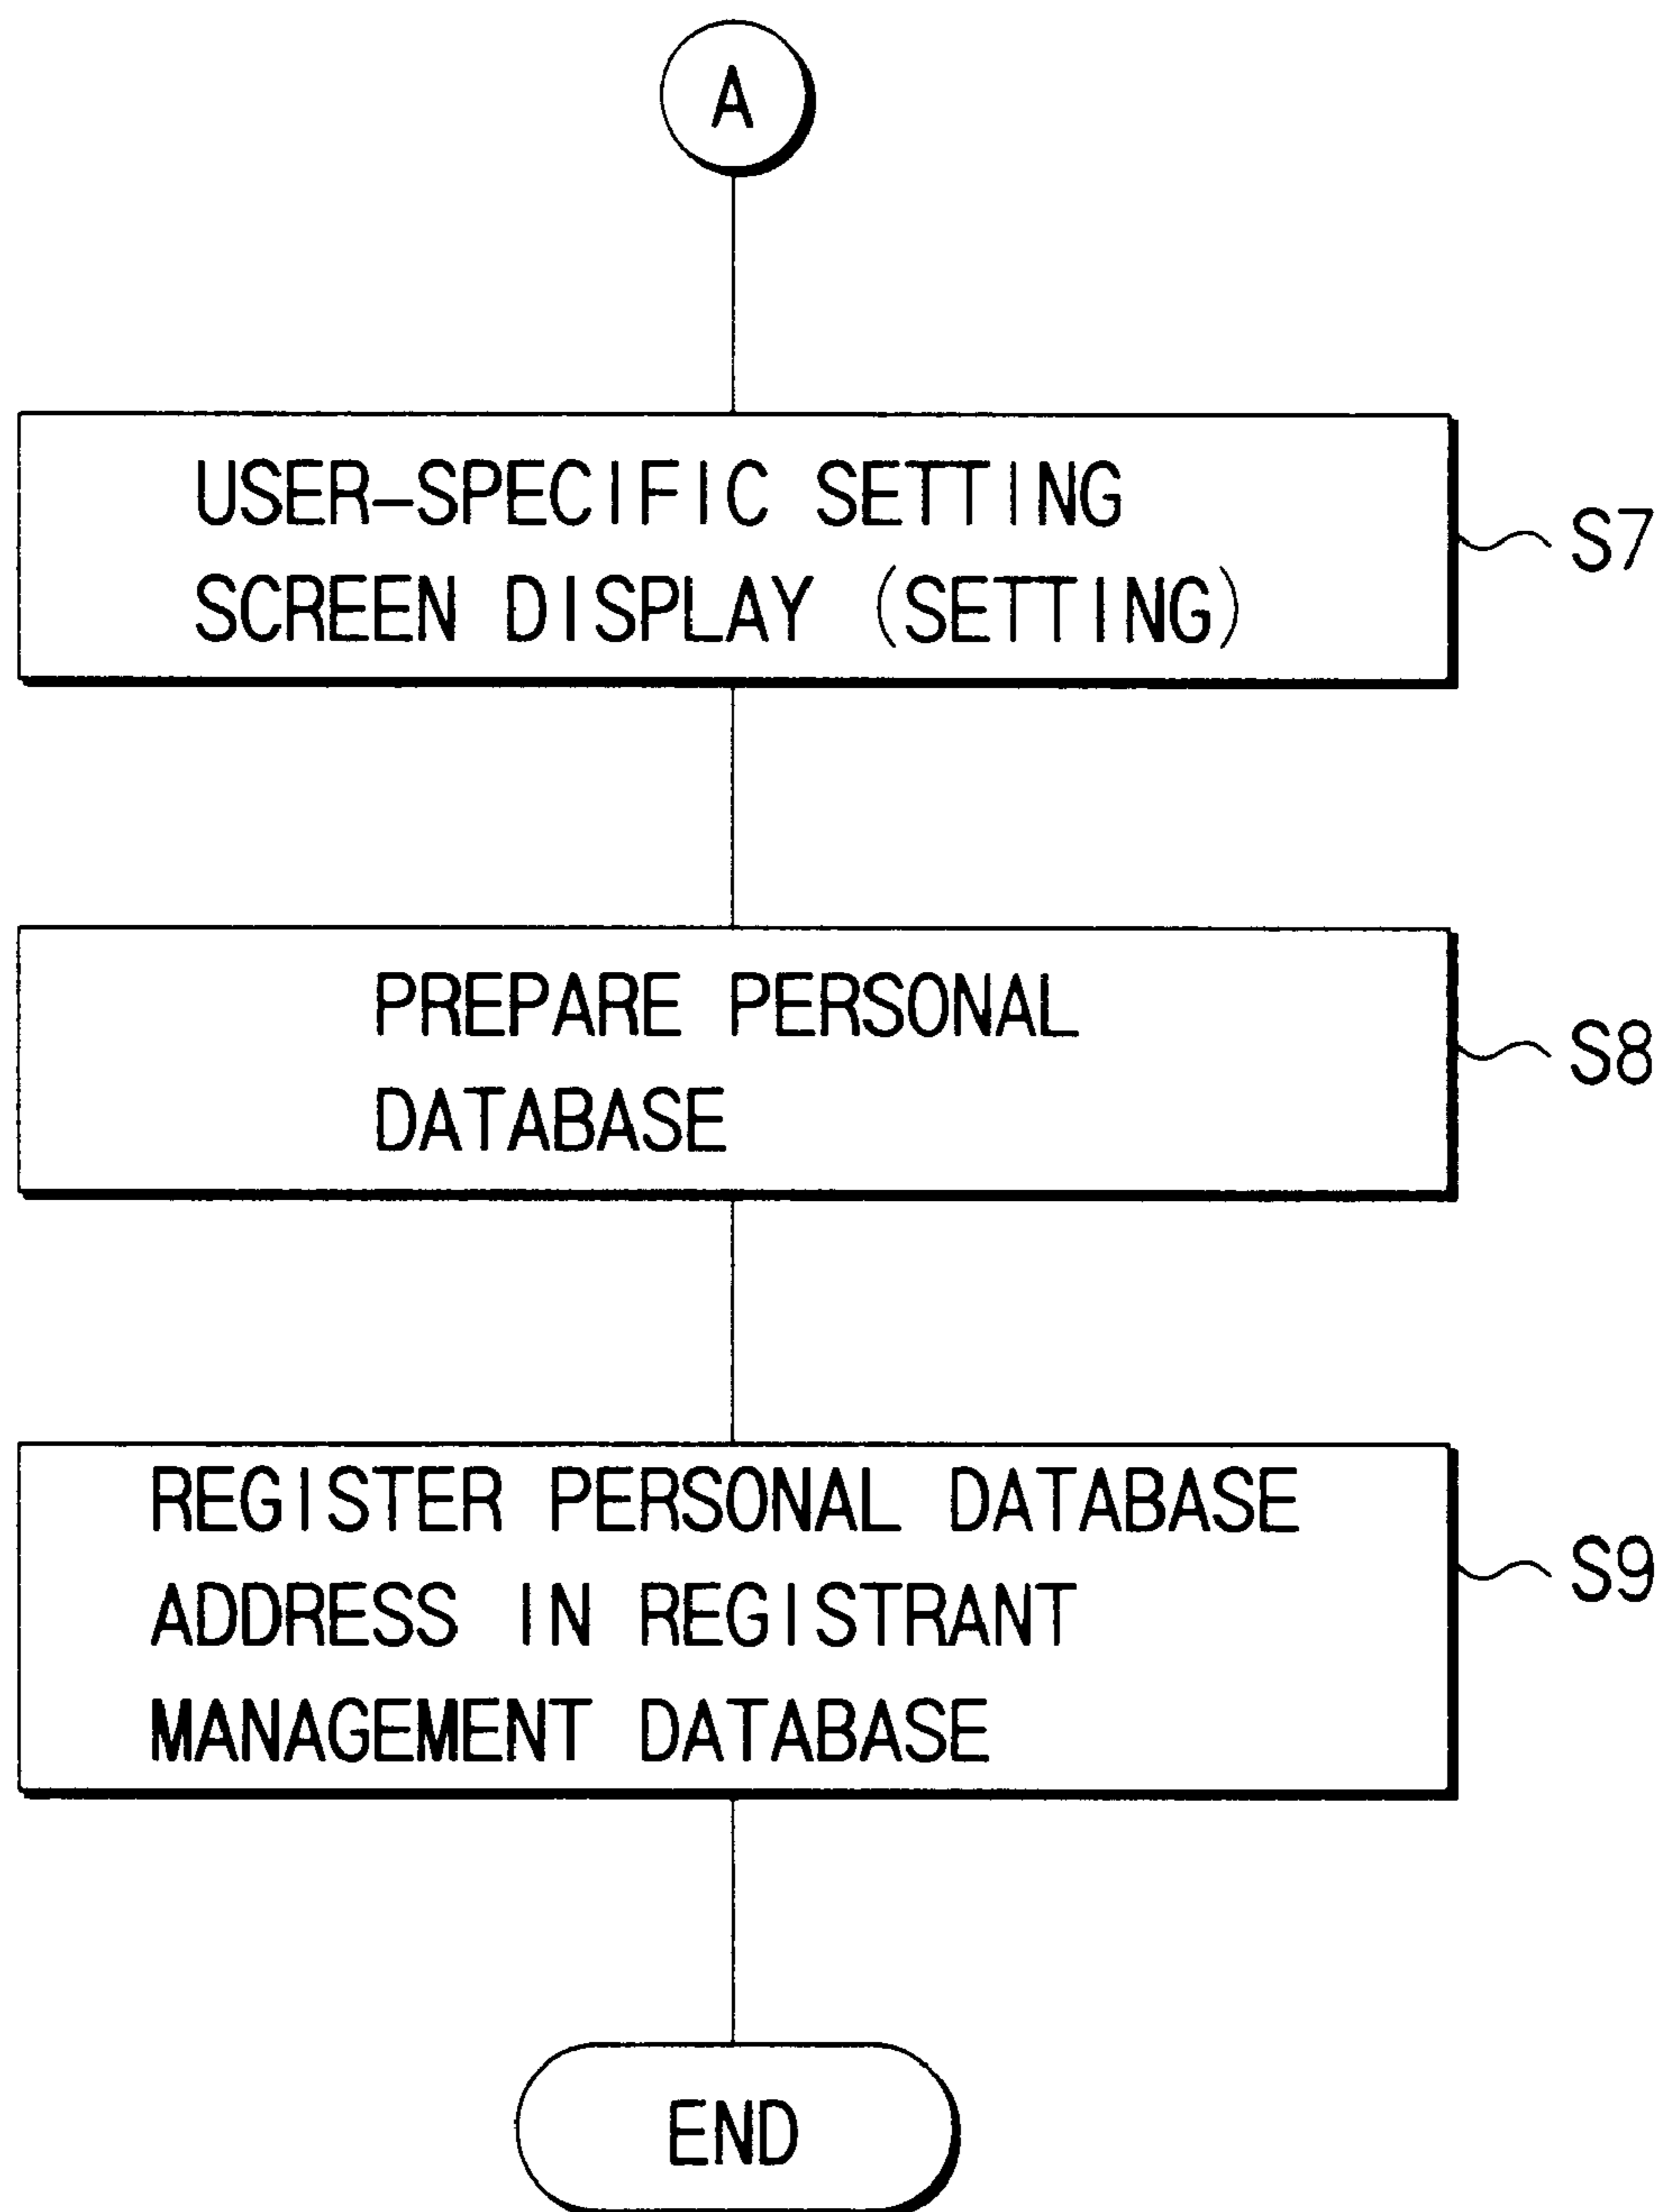 A
USER-SPECIFIC SETTING
SCREEN DISPLAY (SETTING)
S7
PREPARE PERSONAL
DATABASE
S8
REGISTER PERSONAL DATABASE
ADDRESS IN REGISTRANT
MANAGEMENT DATABASE
S9
END